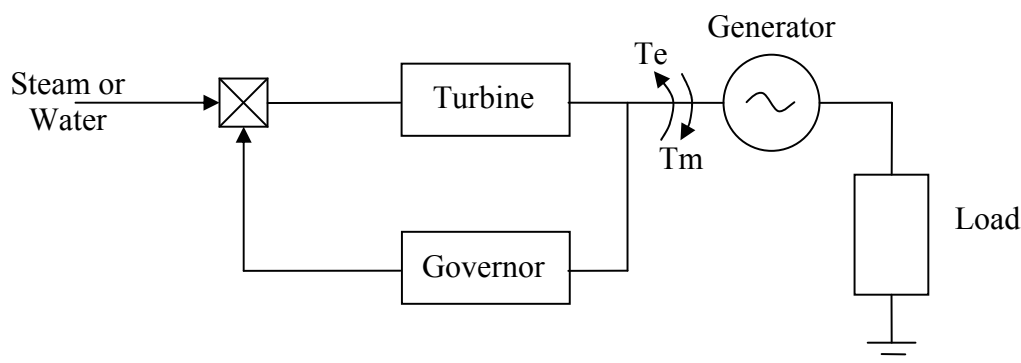 Generator
Te
Steam or
Water
Turbine
Tm
Load
Governor